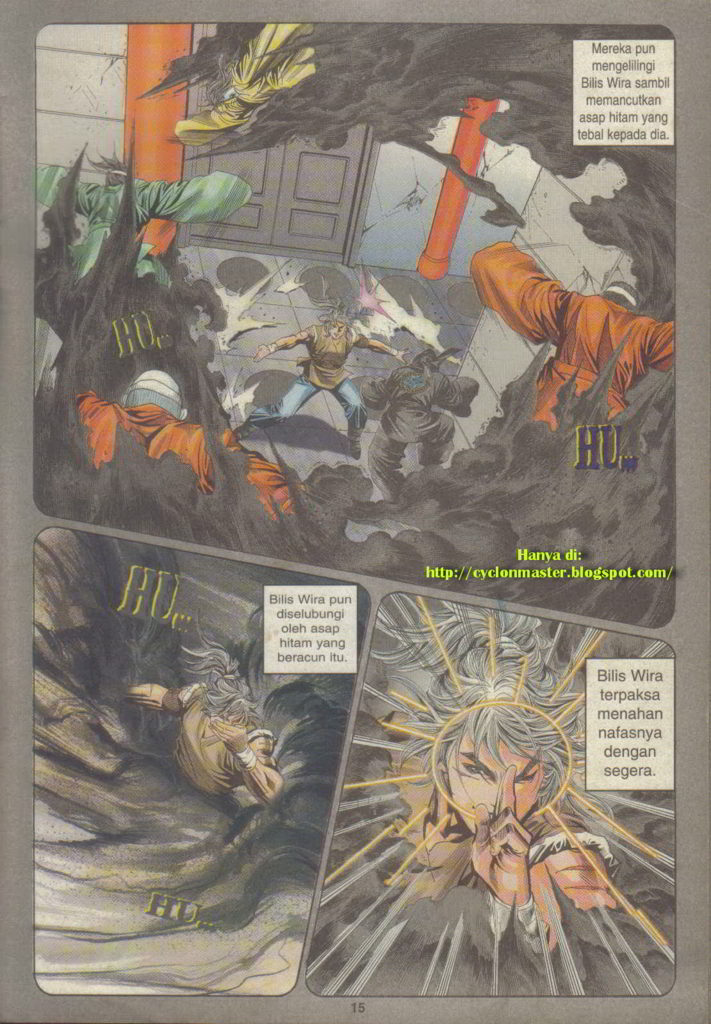 Mereka pun
mengelilingi
Bilis Wira sambil
memancutkan
asap hitam yang
tebal kepada dia.
HU...
HU...
Hanya di:
http://cyclonmaster.blogspot.com/
HU...
Bilis Wira pun
diselubungi
oleh asap
hitam yang
beracun itu.
HU...
Bilis Wira
terpaksa
menahan
nafasnya
dengan
segera.
15